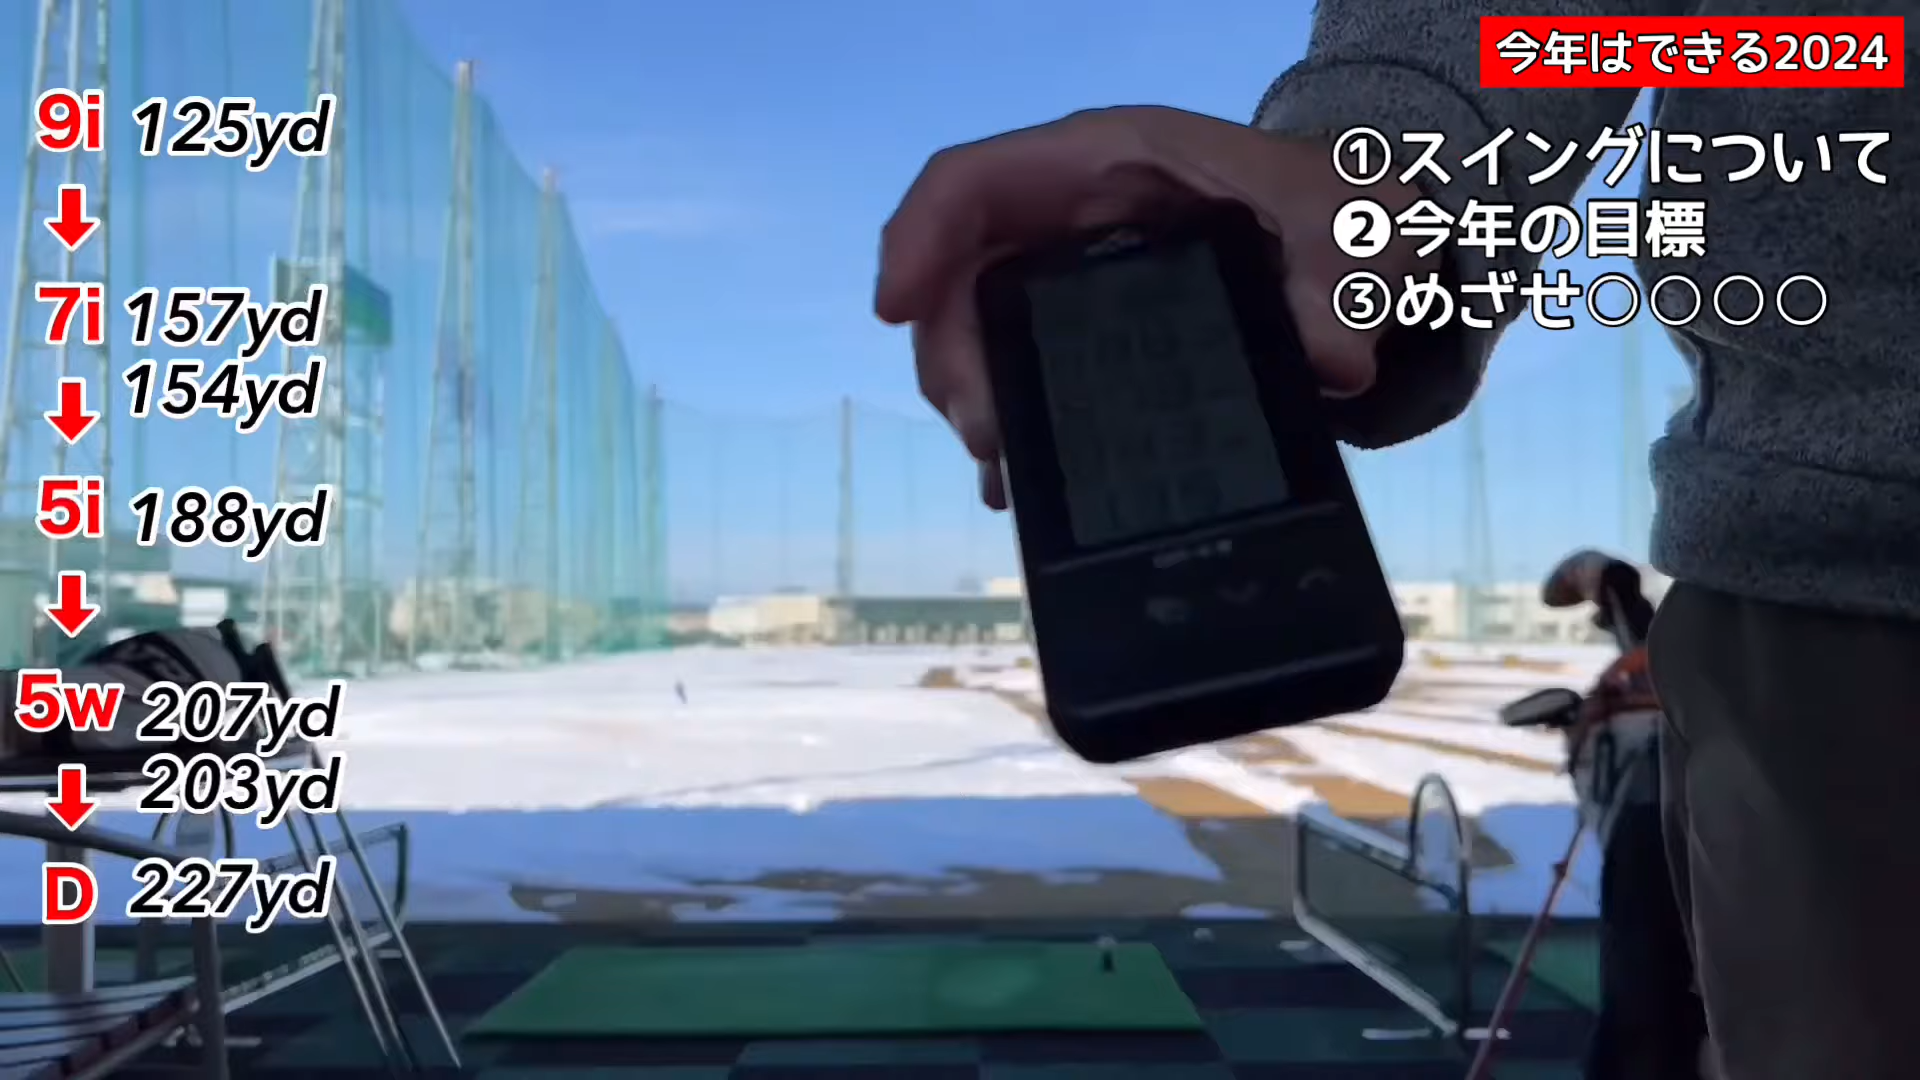 今年はできる2024
①スイングについて
❷今年の目標
③めざせ○○○○
9i 125yd
7i 157yd
154yd
5i 188yd
5w 207yd
203yd
D 227yd